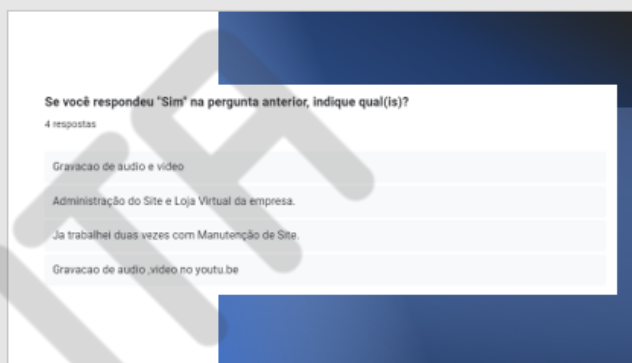 Se você respondeu "Sim" na pergunta anterior, indique qual(is)?
4 respostas
Gravacao de audio e video
Administração do Site e Loja Virtual da empresa.
Ja trabalhei duas vezes com Manutenção de Site.
Gravacao de audio ,video no youtu.be